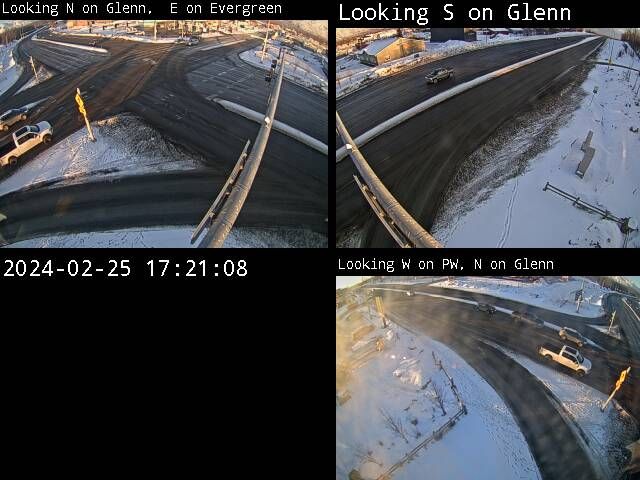 Looking N on Glenn,  E on Evergreen
Looking S on Glenn
2024-02-25 17:21:08
Looking W on PW, N on Glenn